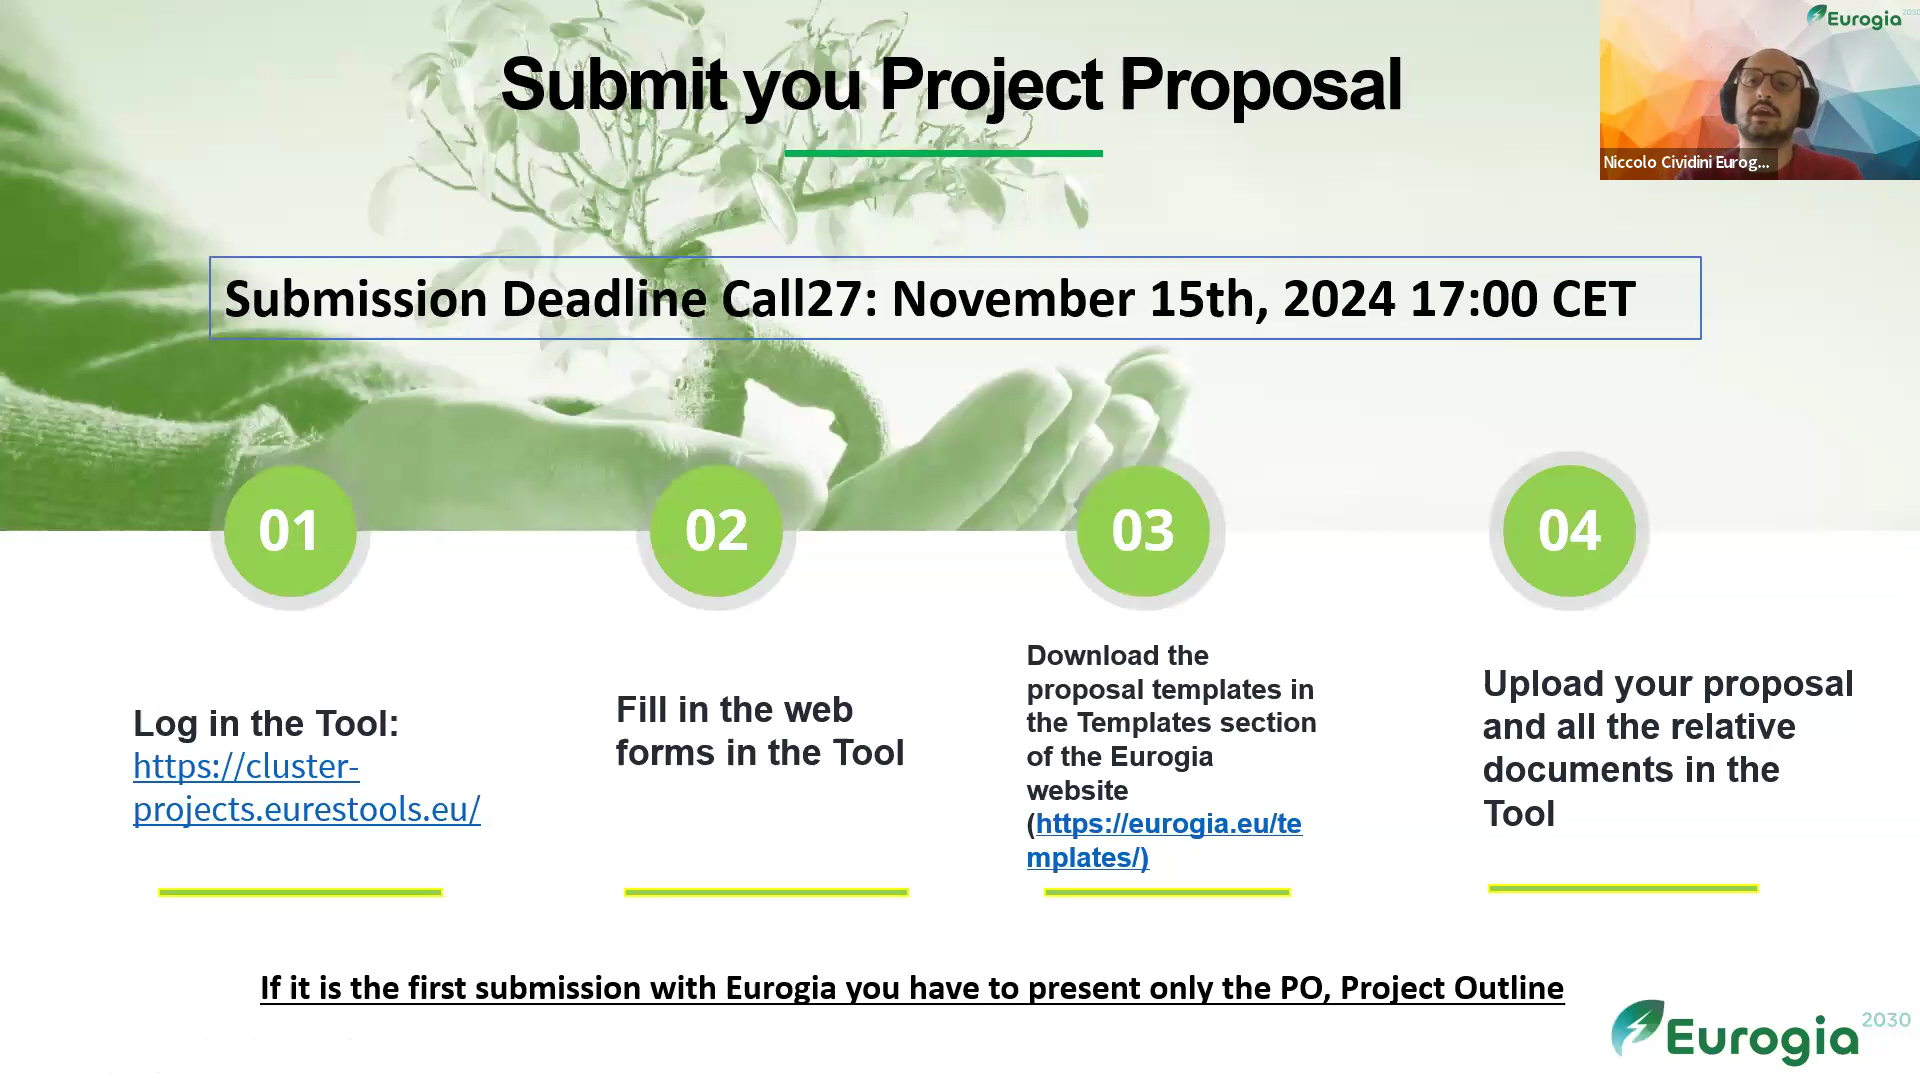 Submit you Project Proposal
Eurogia 2030
Niccolo Cividini Eurog...
Submission Deadline Call27: November 15th, 2024 17:00 CET
01
02
03
04
Log in the Tool:
https://cluster-
projects.eurestools.eu/
Fill in the web
forms in the Tool
Download the
proposal templates in
the Templates section
of the Eurogia
website
(https://eurogia.eu/te
mplates/)
Upload your proposal
and all the relative
documents in the
Tool
If it is the first submission with Eurogia you have to present only the PO, Project Outline
Eurogia 2030